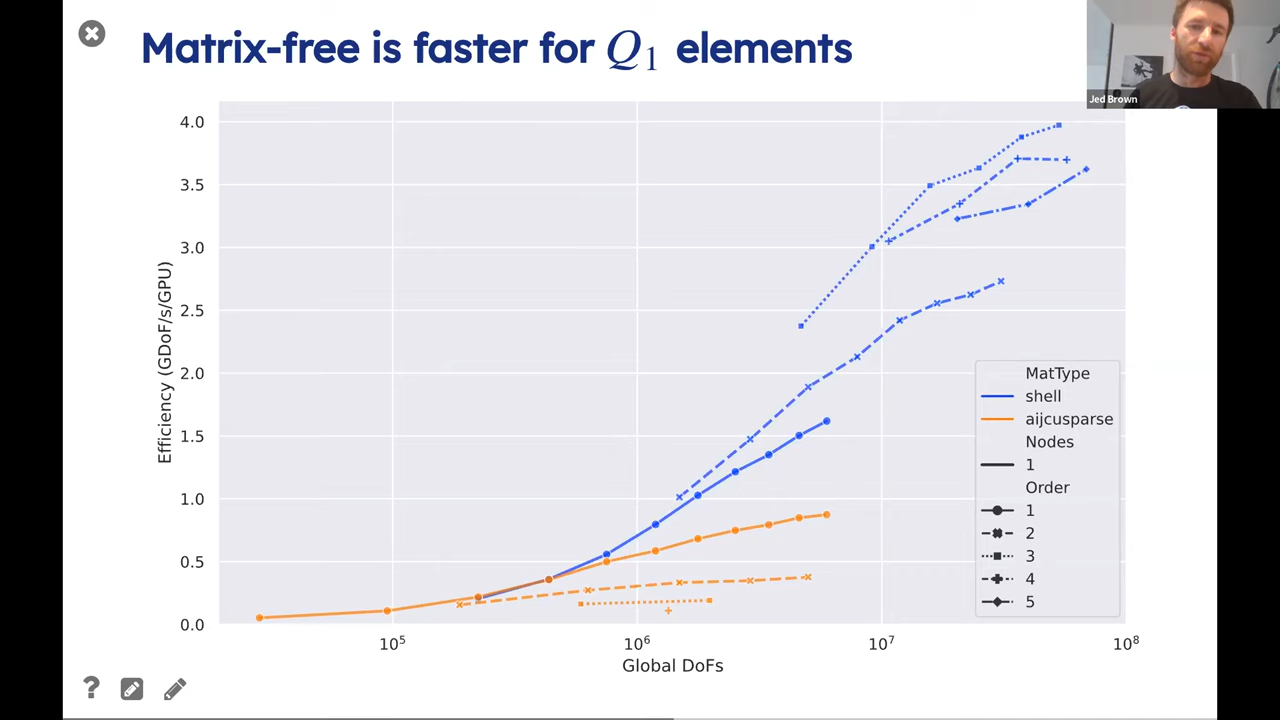 Matrix-free is faster for Q1 elements
Jed Brown
4.0
3.5
3.0
2.5
2.0
1.5
1.0
0.5
0.0
Efficiency (GDoF/s/GPU)
10^5
10^6
10^7
10^8
Global DoFs
MatType
shell
aijcusparse
Nodes
1
Order
1
2
3
4
5
?